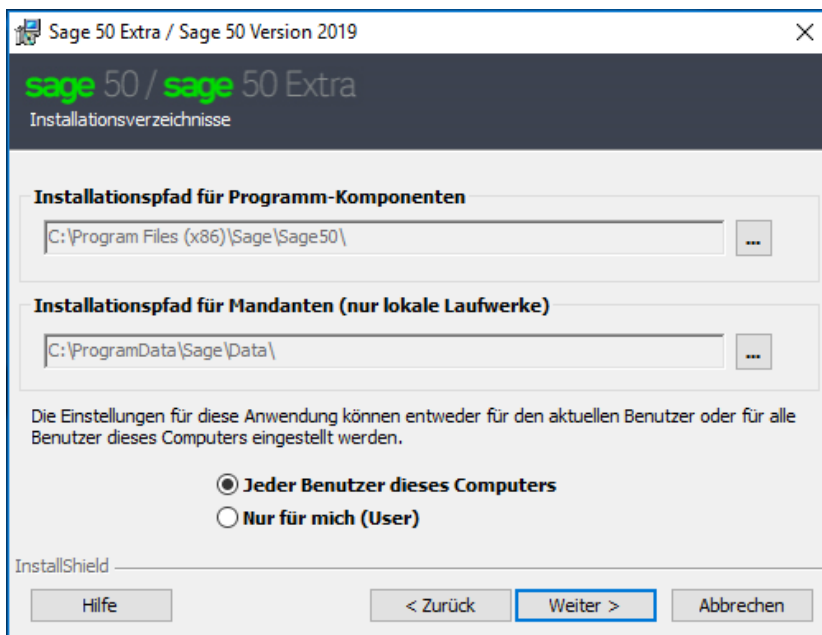 Sage 50 Extra / Sage 50 Version 2019
sage 50 / sage 50 Extra
Installationsverzeichnisse
Installationspfad für Programm-Komponenten
C:\Program Files (x86)\Sage\Sage50\
...
Installationspfad für Mandanten (nur lokale Laufwerke)
C:\ProgramData\Sage\Data\
...
Die Einstellungen für diese Anwendung können entweder für den aktuellen Benutzer oder für alle
Benutzer dieses Computers eingestellt werden.
Jeder Benutzer dieses Computers
Nur für mich (User)
InstallShield
Hilfe
< Zurück
Weiter >
Abbrechen